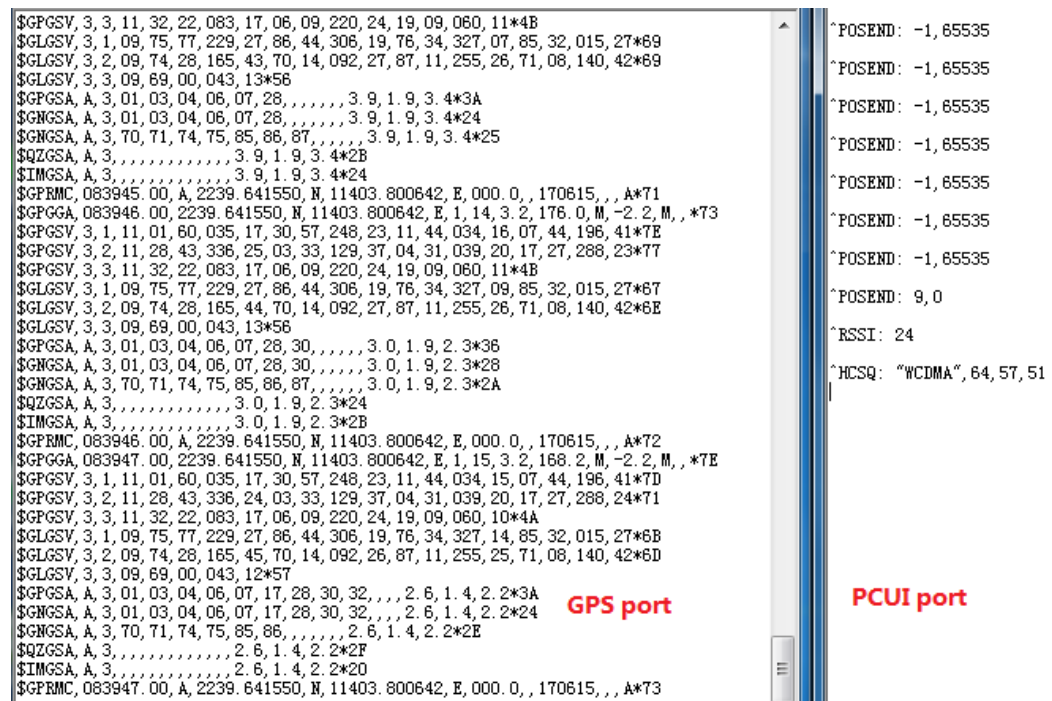 $GPGSV, 3, 3, 11, 32, 22, 083, 17, 06, 09, 220, 24, 19, 09, 060, 11*4B
$GLGSV, 3, 1, 09, 75, 77, 229, 27, 86, 44, 306, 19, 76, 34, 327, 07, 85, 32, 015, 27*69
$GLGSV, 3, 2, 09, 74, 28, 165, 43, 70, 14, 092, 27, 87, 11, 255, 26, 71, 08, 140, 42*69
$GLGSV, 3, 3, 09, 69, 00, 043, 13*56
$GPGSA, A, 3, 01, 03, 04, 06, 07, 28, , , , , , , 3. 9, 1. 9, 3. 4*3A
$GNGSA, A, 3, 01, 03, 04, 06, 07, 28, , , , , , , 3. 9, 1. 9, 3. 4*24
$GNGSA, A, 3, 70, 71, 74, 75, 85, 86, 87, , , , , , 3. 9, 1. 9, 3. 4*25
$QZGSA, A, 3, , , , , , , , , , , , , 3. 9, 1. 9, 3. 4*2B
$IMGSA, A, 3, , , , , , , , , , , , , 3. 9, 1. 9, 3. 4*24
$GPRMC, 083945. 00, A, 2239. 641550, N, 11403. 800642, E, 000. 0, , 170615, , , A*71
$GPGGA, 083946. 00, 2239. 641550, N, 11403. 800642, E, 1, 14, 3. 2, 176. 0, M, -2. 2, M, , *73
$GPGSV, 3, 1, 11, 01, 60, 035, 17, 30, 57, 248, 23, 11, 44, 034, 16, 07, 44, 196, 41*7E
$GPGSV, 3, 2, 11, 28, 43, 336, 25, 03, 33, 129, 37, 04, 31, 039, 20, 17, 27, 288, 23*77
$GPGSV, 3, 3, 11, 32, 22, 083, 17, 06, 09, 220, 24, 19, 09, 060, 11*4B
$GLGSV, 3, 1, 09, 75, 77, 229, 27, 86, 44, 306, 19, 76, 34, 327, 09, 85, 32, 015, 27*67
$GLGSV, 3, 2, 09, 74, 28, 165, 44, 70, 14, 092, 27, 87, 11, 255, 26, 71, 08, 140, 42*6E
$GLGSV, 3, 3, 09, 69, 00, 043, 13*56
$GPGSA, A, 3, 01, 03, 04, 06, 07, 28, 30, , , , , , 3. 0, 1. 9, 2. 3*36
$GNGSA, A, 3, 01, 03, 04, 06, 07, 28, 30, , , , , , 3. 0, 1. 9, 2. 3*28
$GNGSA, A, 3, 70, 71, 74, 75, 85, 86, 87, , , , , , 3. 0, 1. 9, 2. 3*2A
$QZGSA, A, 3, , , , , , , , , , , , , 3. 0, 1. 9, 2. 3*24
$IMGSA, A, 3, , , , , , , , , , , , , 3. 0, 1. 9, 2. 3*2B
$GPRMC, 083946. 00, A, 2239. 641550, N, 11403. 800642, E, 000. 0, , 170615, , , A*72
$GPGGA, 083947. 00, 2239. 641550, N, 11403. 800642, E, 1, 15, 3. 2, 168. 2, M, -2. 2, M, , *7E
$GPGSV, 3, 1, 11, 01, 60, 035, 17, 30, 57, 248, 23, 11, 44, 034, 15, 07, 44, 196, 41*7D
$GPGSV, 3, 2, 11, 28, 43, 336, 24, 03, 33, 129, 37, 04, 31, 039, 20, 17, 27, 288, 24*71
$GPGSV, 3, 3, 11, 32, 22, 083, 17, 06, 09, 220, 24, 19, 09, 060, 10*4A
$GLGSV, 3, 1, 09, 75, 77, 229, 27, 86, 44, 306, 19, 76, 34, 327, 14, 85, 32, 015, 27*6B
$GLGSV, 3, 2, 09, 74, 28, 165, 45, 70, 14, 092, 26, 87, 11, 255, 25, 71, 08, 140, 42*6D
$GLGSV, 3, 3, 09, 69, 00, 043, 12*57
$GPGSA, A, 3, 01, 03, 04, 06, 07, 17, 28, 30, 32, , , , 2. 6, 1. 4, 2. 2*3A
$GNGSA, A, 3, 01, 03, 04, 06, 07, 17, 28, 30, 32, , , , 2. 6, 1. 4, 2. 2*24
$GNGSA, A, 3, 70, 71, 74, 75, 85, 86, , , , , , , 2. 6, 1. 4, 2. 2*2E
$QZGSA, A, 3, , , , , , , , , , , , , 2. 6, 1. 4, 2. 2*2F
$IMGSA, A, 3, , , , , , , , , , , , , 2. 6, 1. 4, 2. 2*20
$GPRMC, 083947. 00, A, 2239. 641550, N, 11403. 800642, E, 000. 0, , 170615, , , A*73
GPS port
^POSEND: -1, 65535
^POSEND: -1, 65535
^POSEND: -1, 65535
^POSEND: -1, 65535
^POSEND: -1, 65535
^POSEND: -1, 65535
^POSEND: -1, 65535
^POSEND: 9, 0
^RSSI: 24
^HCSQ: "WCDMA", 64, 57, 51
PCUI port